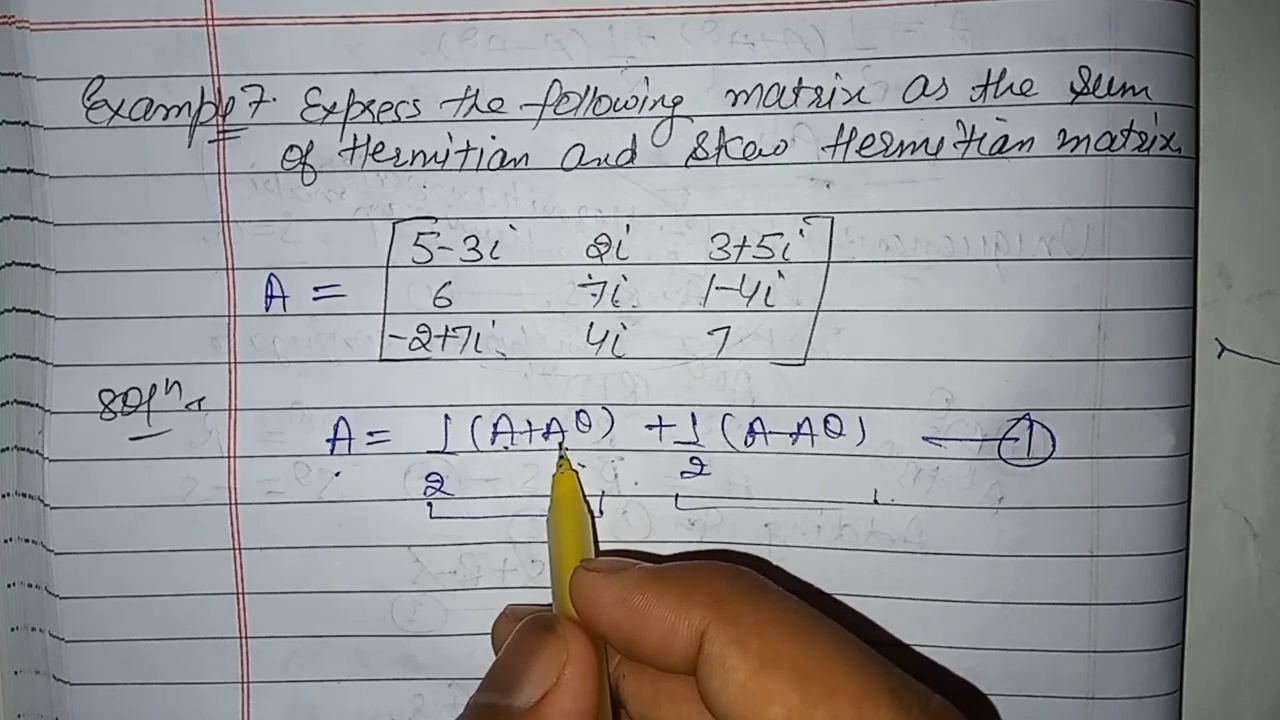 Example 7. Express the following matrix as the Sum
of Hermitian and Skew Hermitian matrix.
A = [ 5-3i 2i 3+5i
6 7i 1-4i
-2+7i 4i 7 ]
Solⁿ
A = 1/2 (A+Aθ) + 1/2 (A-Aθ) ← ①